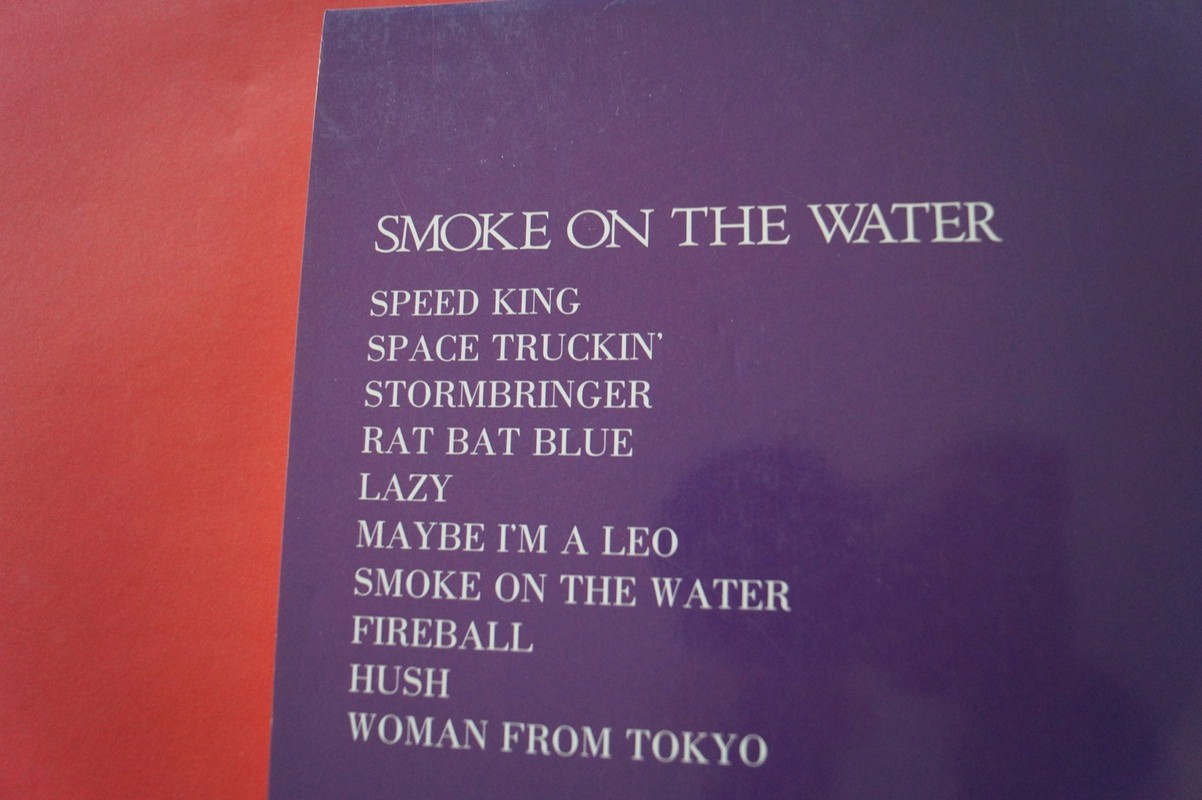 SMOKE ON THE WATER
SPEED KING
SPACE TRUCKIN'
STORMBRINGER
RAT BAT BLUE
LAZY
MAYBE I'M A LEO
SMOKE ON THE WATER
FIREBALL
HUSH
WOMAN FROM TOKYO